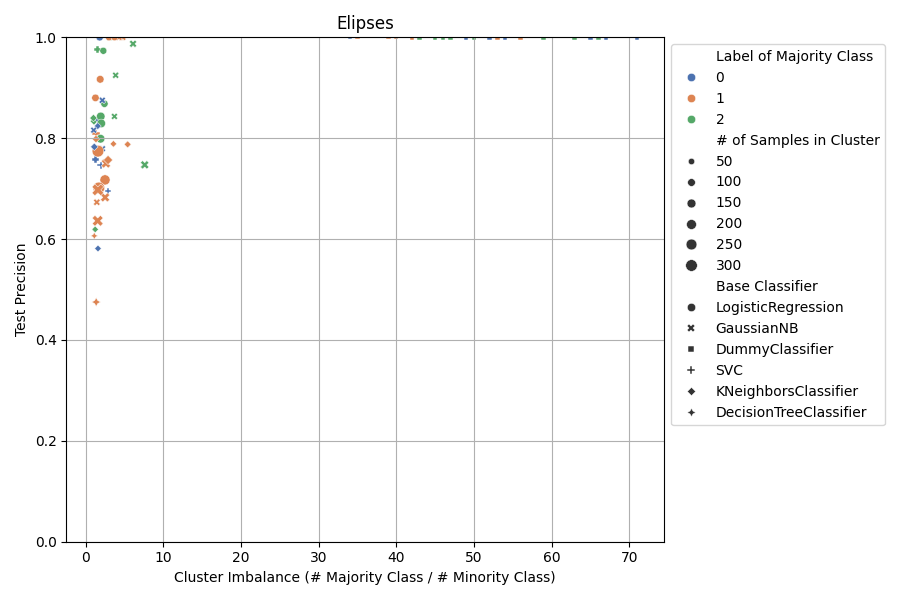 Elipses
1.0
0.8
0.6
0.4
0.2
0.0
Test Precision
0 10 20 30 40 50 60 70
Cluster Imbalance (# Majority Class / # Minority Class)
Label of Majority Class
0
1
2
# of Samples in Cluster
50
100
150
200
250
300
Base Classifier
LogisticRegression
GaussianNB
DummyClassifier
SVC
KNeighborsClassifier
DecisionTreeClassifier